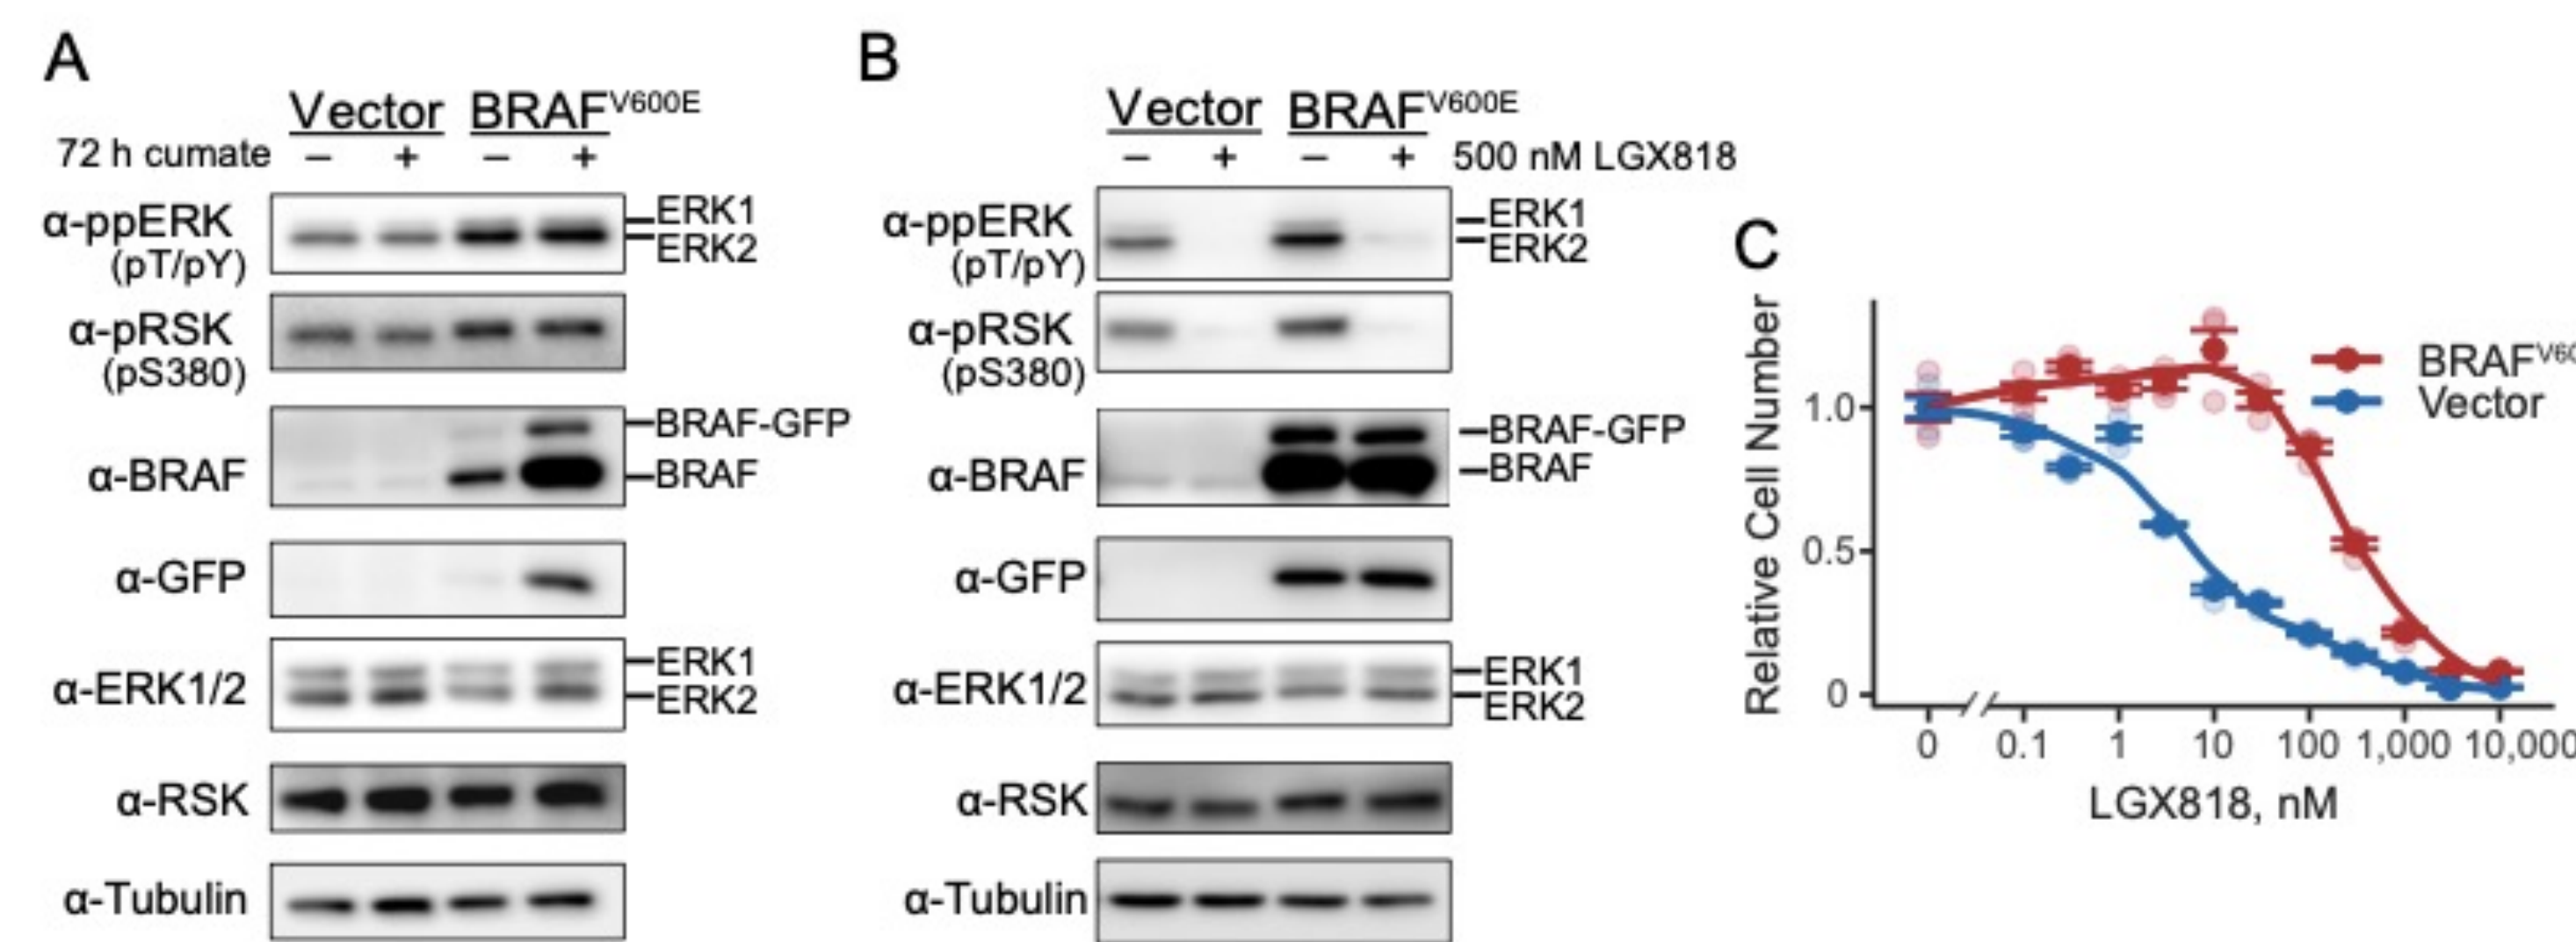 A
Vector BRAFV600E
72 h cumate − + − +
α-ppERK
(pT/pY)
ERK1
ERK2
α-pRSK
(pS380)
α-BRAF
BRAF-GFP
BRAF
α-GFP
α-ERK1/2
ERK1
ERK2
α-RSK
α-Tubulin
B
Vector BRAFV600E
− + − + 500 nM LGX818
α-ppERK
(pT/pY)
ERK1
ERK2
α-pRSK
(pS380)
α-BRAF
BRAF-GFP
BRAF
α-GFP
α-ERK1/2
ERK1
ERK2
α-RSK
α-Tubulin
C
Relative Cell Number
1.0
0.5
0
BRAFV60
Vector
0 0.1 1 10 100 1,000 10,000
LGX818, nM